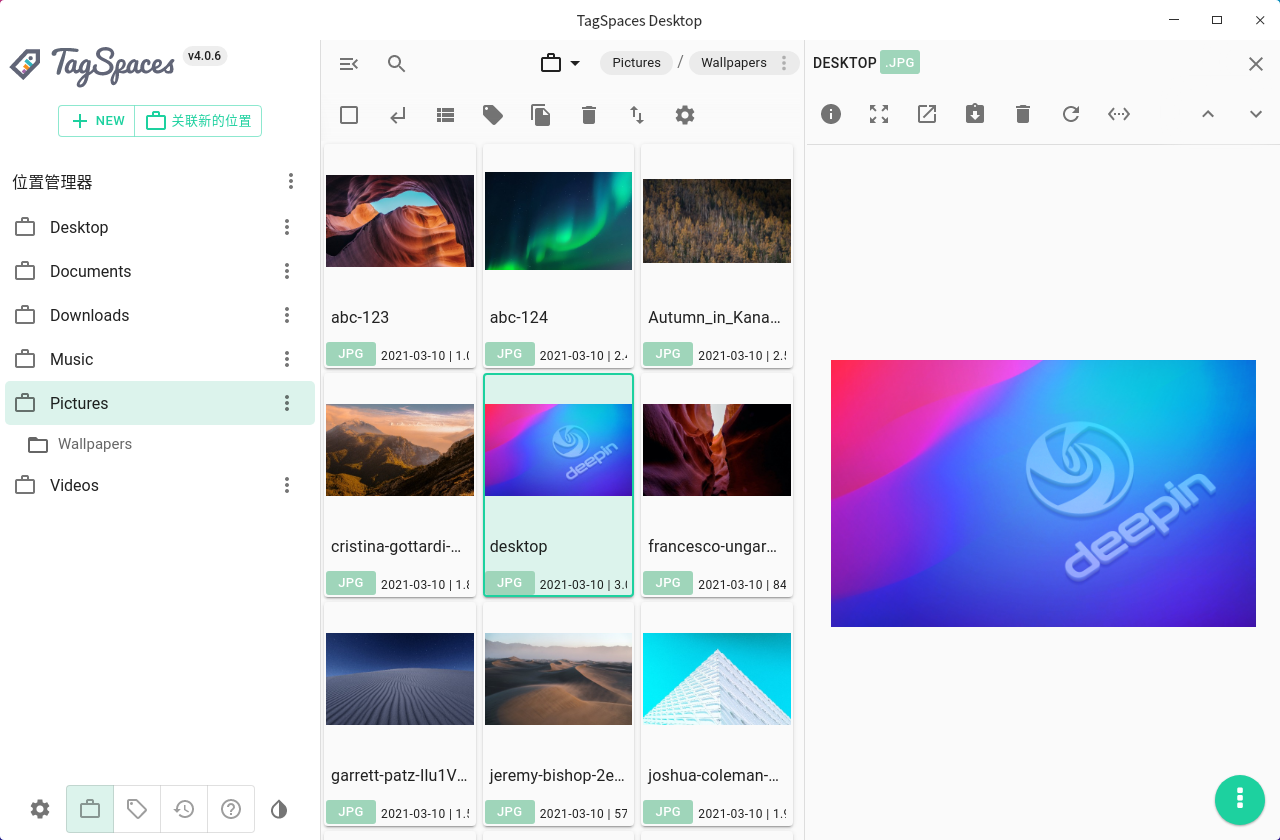 TagSpaces Desktop
TagSpaces v4.0.6
NEW 关联新的位置
位置管理器
Desktop
Documents
Downloads
Music
Pictures
Wallpapers
Videos
Pictures / Wallpapers
abc-123
JPG 2021-03-10 | 1.0
abc-124
JPG 2021-03-10 | 2.4
Autumn_in_Kana…
JPG 2021-03-10 | 2.5
cristina-gottardi-…
JPG 2021-03-10 | 1.8
desktop
JPG 2021-03-10 | 3.0
francesco-ungar…
JPG 2021-03-10 | 84
garrett-patz-Ilu1V…
JPG 2021-03-10 | 1.5
jeremy-bishop-2e…
JPG 2021-03-10 | 57
joshua-coleman-…
JPG 2021-03-10 | 1.9
DESKTOP .JPG
deepin